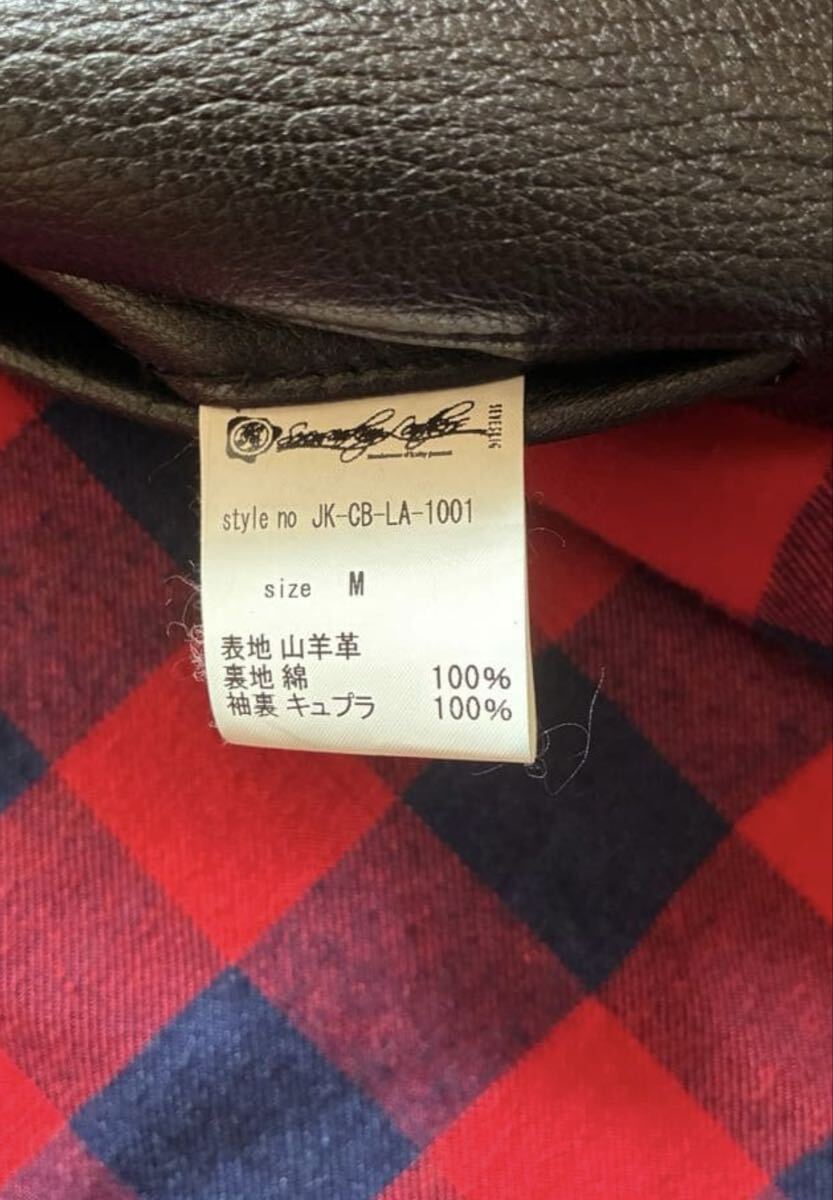 style no JK-CB-LA-1001
size M
表地 山羊革
裏地 綿 100%
袖裏 キュプラ 100%